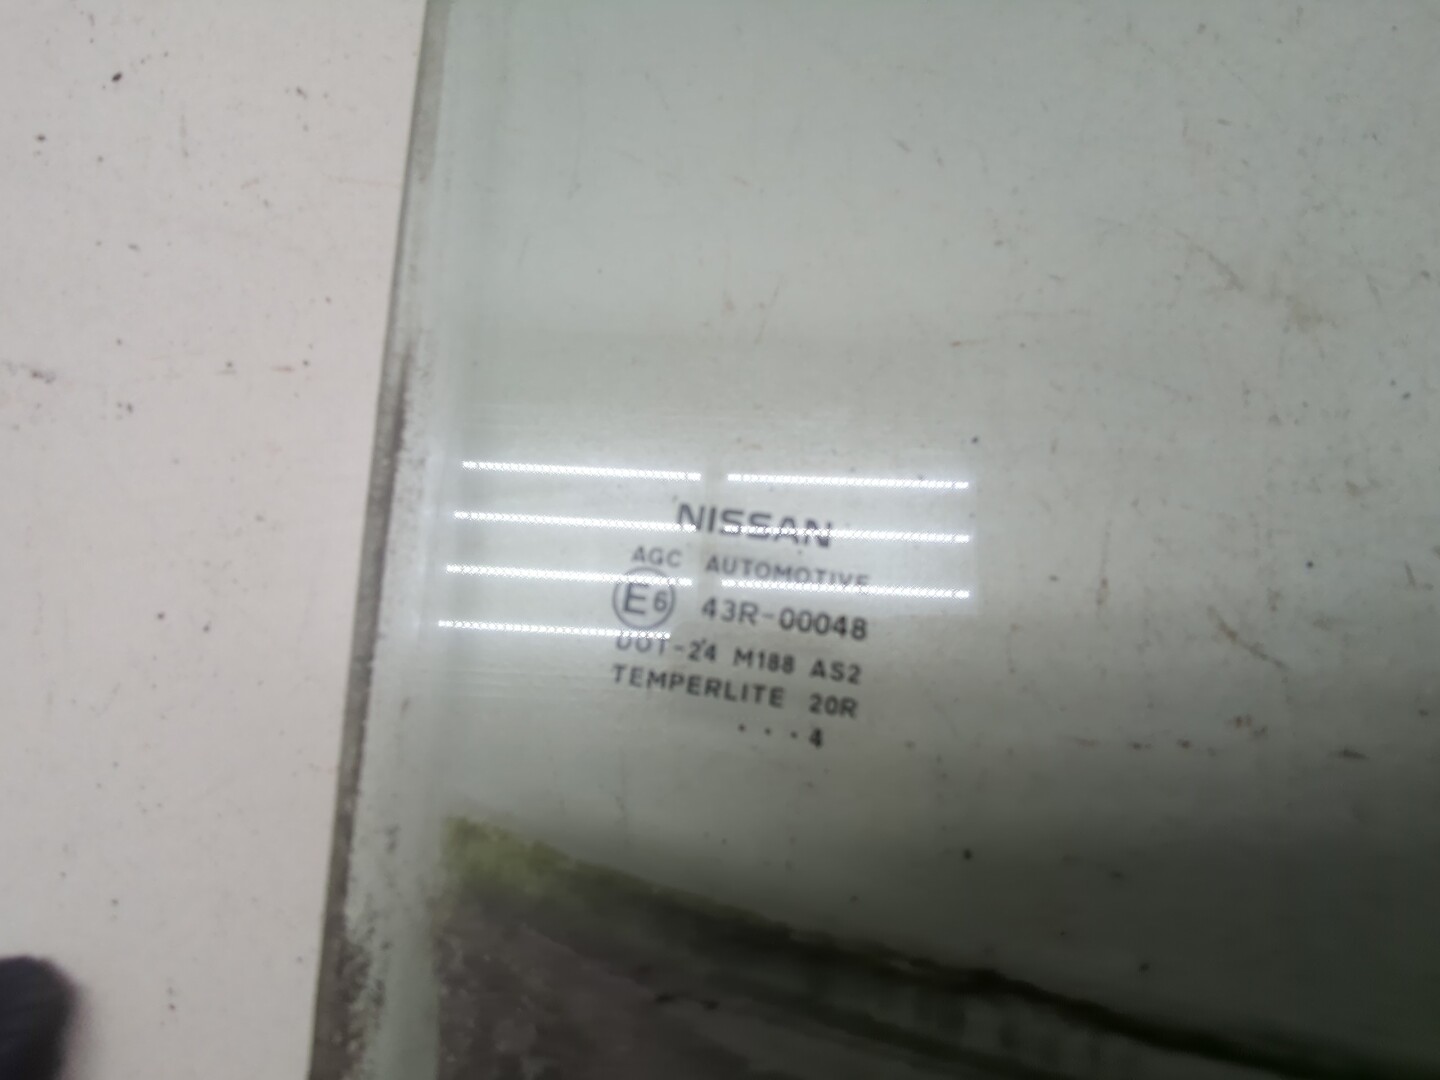 NISSAN
AGC AUTOMOTIVE
E6 43R-00048
DOT-24 M188 AS2
TEMPERLITE 20R
. . . 4